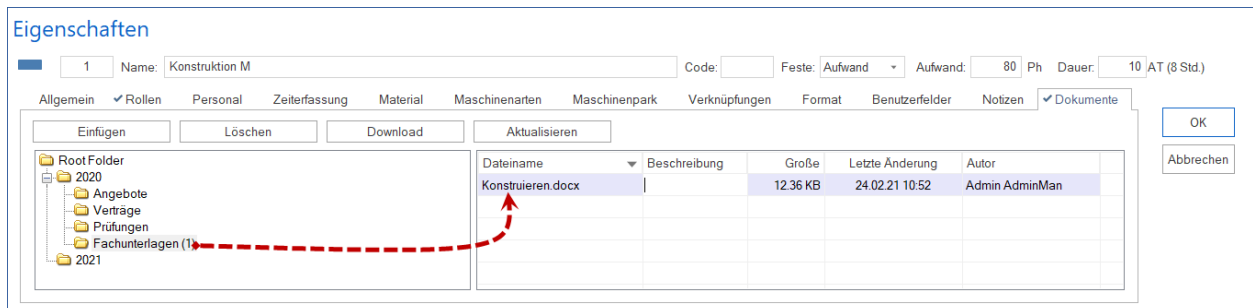 Eigenschaften
1 Name: Konstruktion M Code: Feste: Aufwand Aufwand: 80 Ph Dauer: 10 AT (8 Std.)
Allgemein Rollen Personal Zeiterfassung Material Maschinenarten Maschinenpark Verknüpfungen Format Benutzerfelder Notizen Dokumente
Einfügen Löschen Download Aktualisieren OK
Abbrechen
Root Folder Dateiname Beschreibung Große Letzte Änderung Autor
2020 Konstruieren.docx 12.36 KB 24.02.21 10:52 Admin AdminMan
Angebote
Verträge
Prüfungen
Fachunterlagen (1)
2021